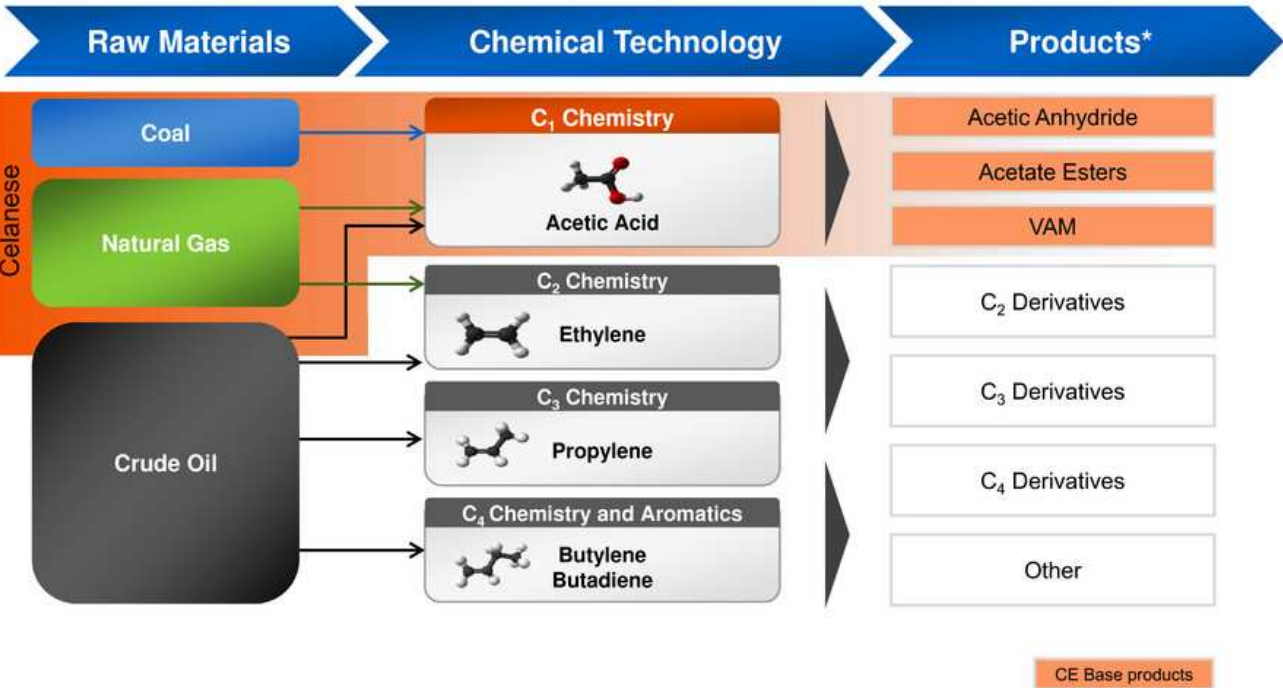 Raw Materials
Chemical Technology
Products*
Celanese
Coal
Natural Gas
Crude Oil
C₁ Chemistry
Acetic Acid
C₂ Chemistry
Ethylene
C₃ Chemistry
Propylene
C₄ Chemistry and Aromatics
Butylene
Butadiene
Acetic Anhydride
Acetate Esters
VAM
C₂ Derivatives
C₃ Derivatives
C₄ Derivatives
Other
CE Base products